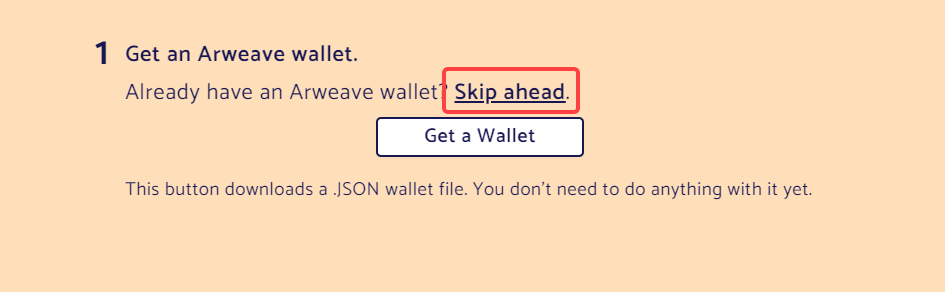 1 Get an Arweave wallet.
Already have an Arweave wallet? Skip ahead.
Get a Wallet
This button downloads a .JSON wallet file. You don't need to do anything with it yet.